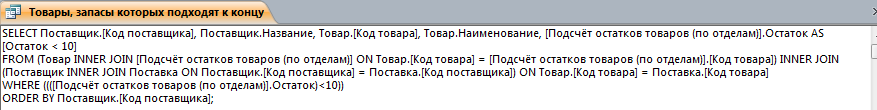 Товары, запасы которых подходят к концу
SELECT Поставщик.[Код поставщика], Поставщик.Название, Товар.[Код товара], Товар.Наименование, [Подсчёт остатков товаров (по отделам)].Остаток AS
[Остаток < 10]
FROM (Товар INNER JOIN [Подсчёт остатков товаров (по отделам)] ON Товар.[Код товара] = [Подсчёт остатков товаров (по отделам)].[Код товара]) INNER JOIN
(Поставщик INNER JOIN Поставка ON Поставщик.[Код поставщика] = Поставка.[Код поставщика]) ON Товар.[Код товара] = Поставка.[Код товара]
WHERE ((([Подсчёт остатков товаров (по отделам)].Остаток)<10))
ORDER BY Поставщик.[Код поставщика];